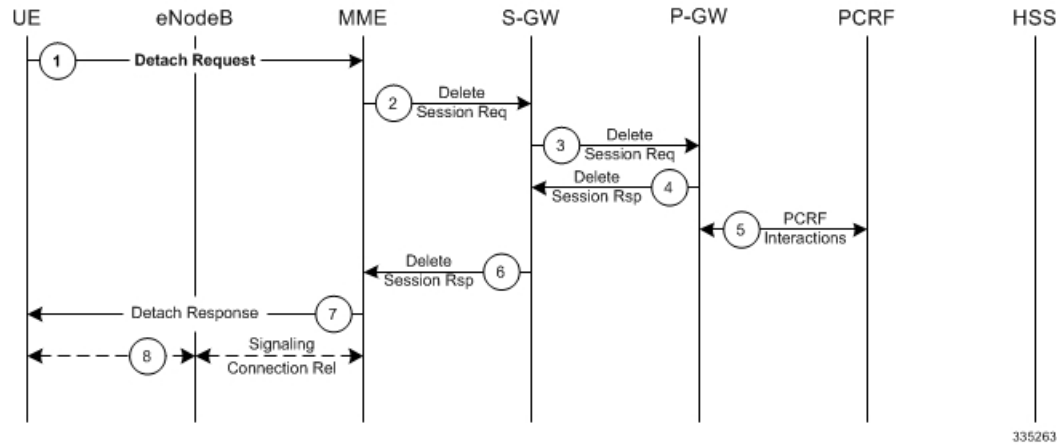 UE eNodeB MME S-GW P-GW PCRF HSS
1 Detach Request
2 Delete
Session Req
3 Delete
Session Req
Delete 4
Session Rsp
5 PCRF
Interactions
Delete 6
Session Rsp
Detach Response 7
8 Signaling
Connection Rel
335263